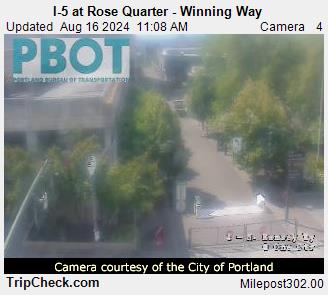 I-5 at Rose Quarter - Winning Way
Updated Aug 16 2024 11:08 AM Camera 4
PBOT
PORTLAND BUREAU OF TRANSPORTATION
Camera courtesy of the City of Portland
TripCheck.com Milepost302.00